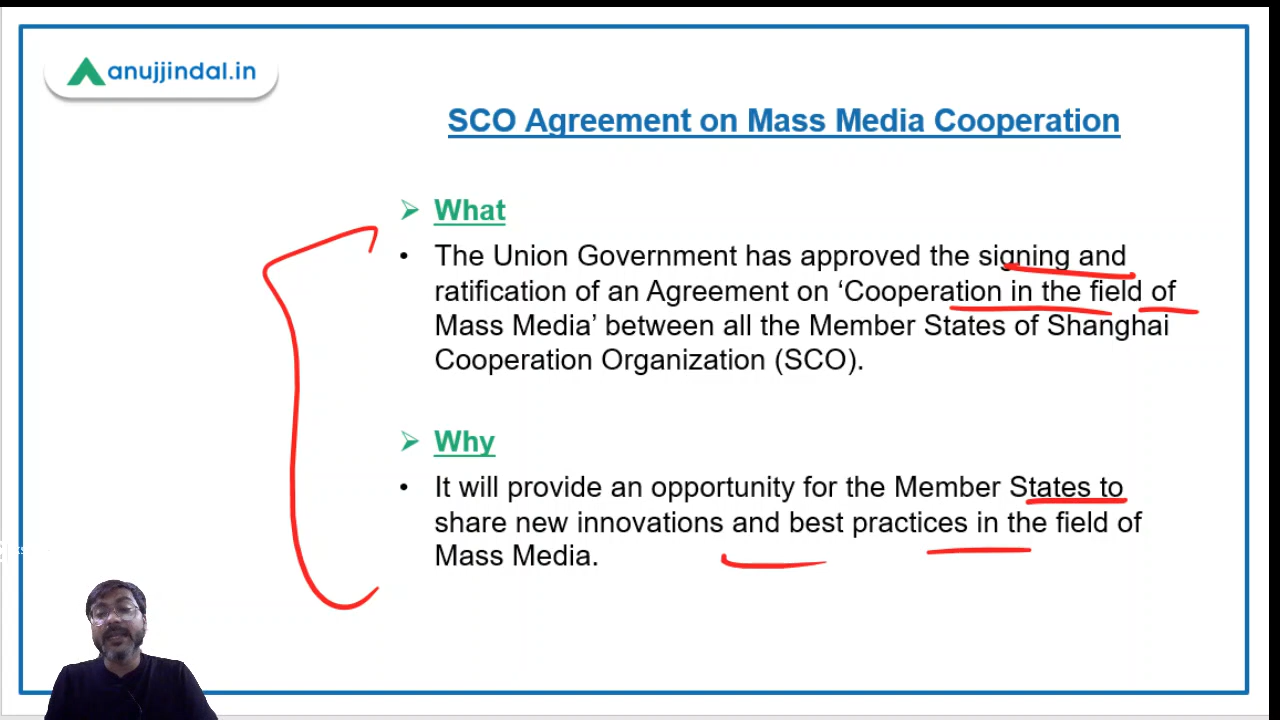 anujjindal.in
SCO Agreement on Mass Media Cooperation
What
The Union Government has approved the signing and
ratification of an Agreement on ‘Cooperation in the field of
Mass Media’ between all the Member States of Shanghai
Cooperation Organization (SCO).
Why
It will provide an opportunity for the Member States to
share new innovations and best practices in the field of
Mass Media.